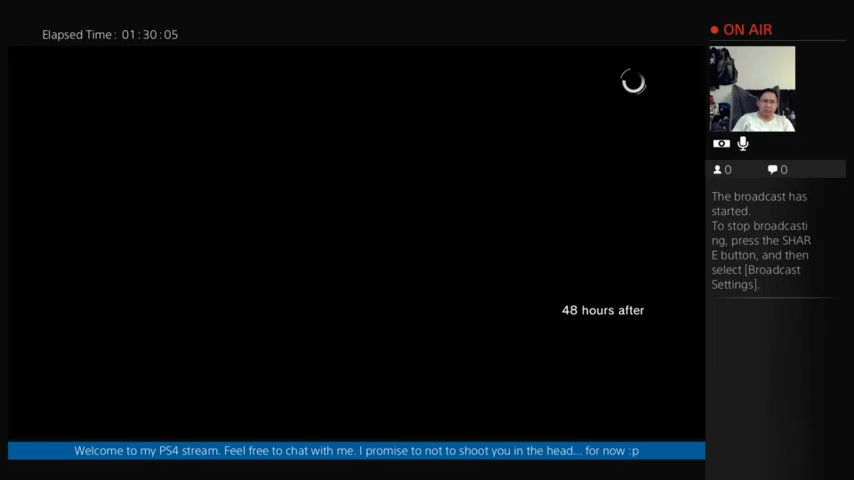 Elapsed Time: 01:30:05
ON AIR
0 0
The broadcast has
started.
To stop broadcasti
ng, press the SHAR
E button, and then
select [Broadcast
Settings].
48 hours after
Welcome to my PS4 stream. Feel free to chat with me. I promise to not to shoot you in the head... for now :p